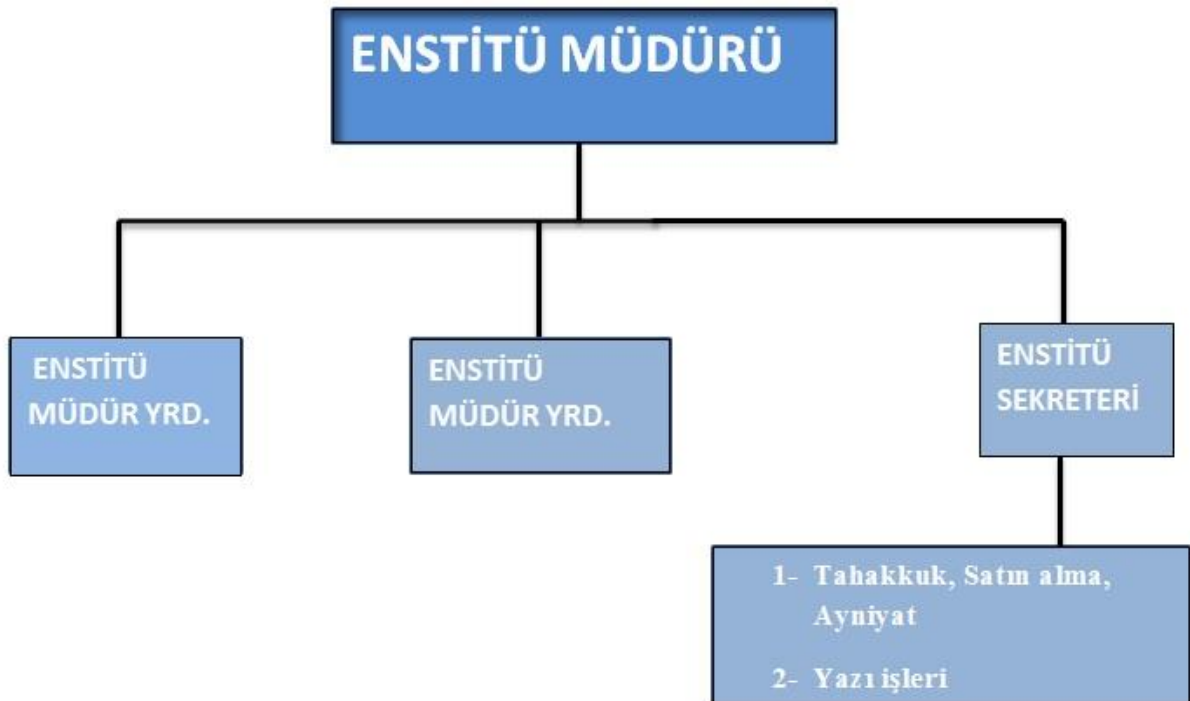 ENSTİTÜ MÜDÜRÜ
ENSTİTÜ
MÜDÜR YRD.
ENSTİTÜ
MÜDÜR YRD.
ENSTİTÜ
SEKRETERİ
1- Tahakkuk, Satın alma,
Ayniyat
2- Yazı işleri